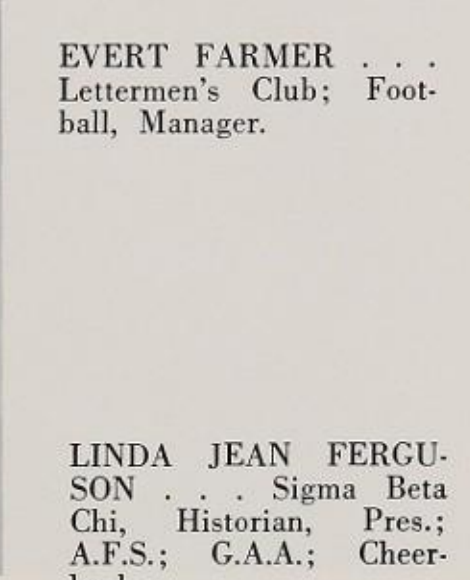 EVERT FARMER . . .
Lettermen's Club; Foot-
ball, Manager.
LINDA JEAN FERGU-
SON . . . Sigma Beta
Chi, Historian, Pres.;
A.F.S.; G.A.A.; Cheer-